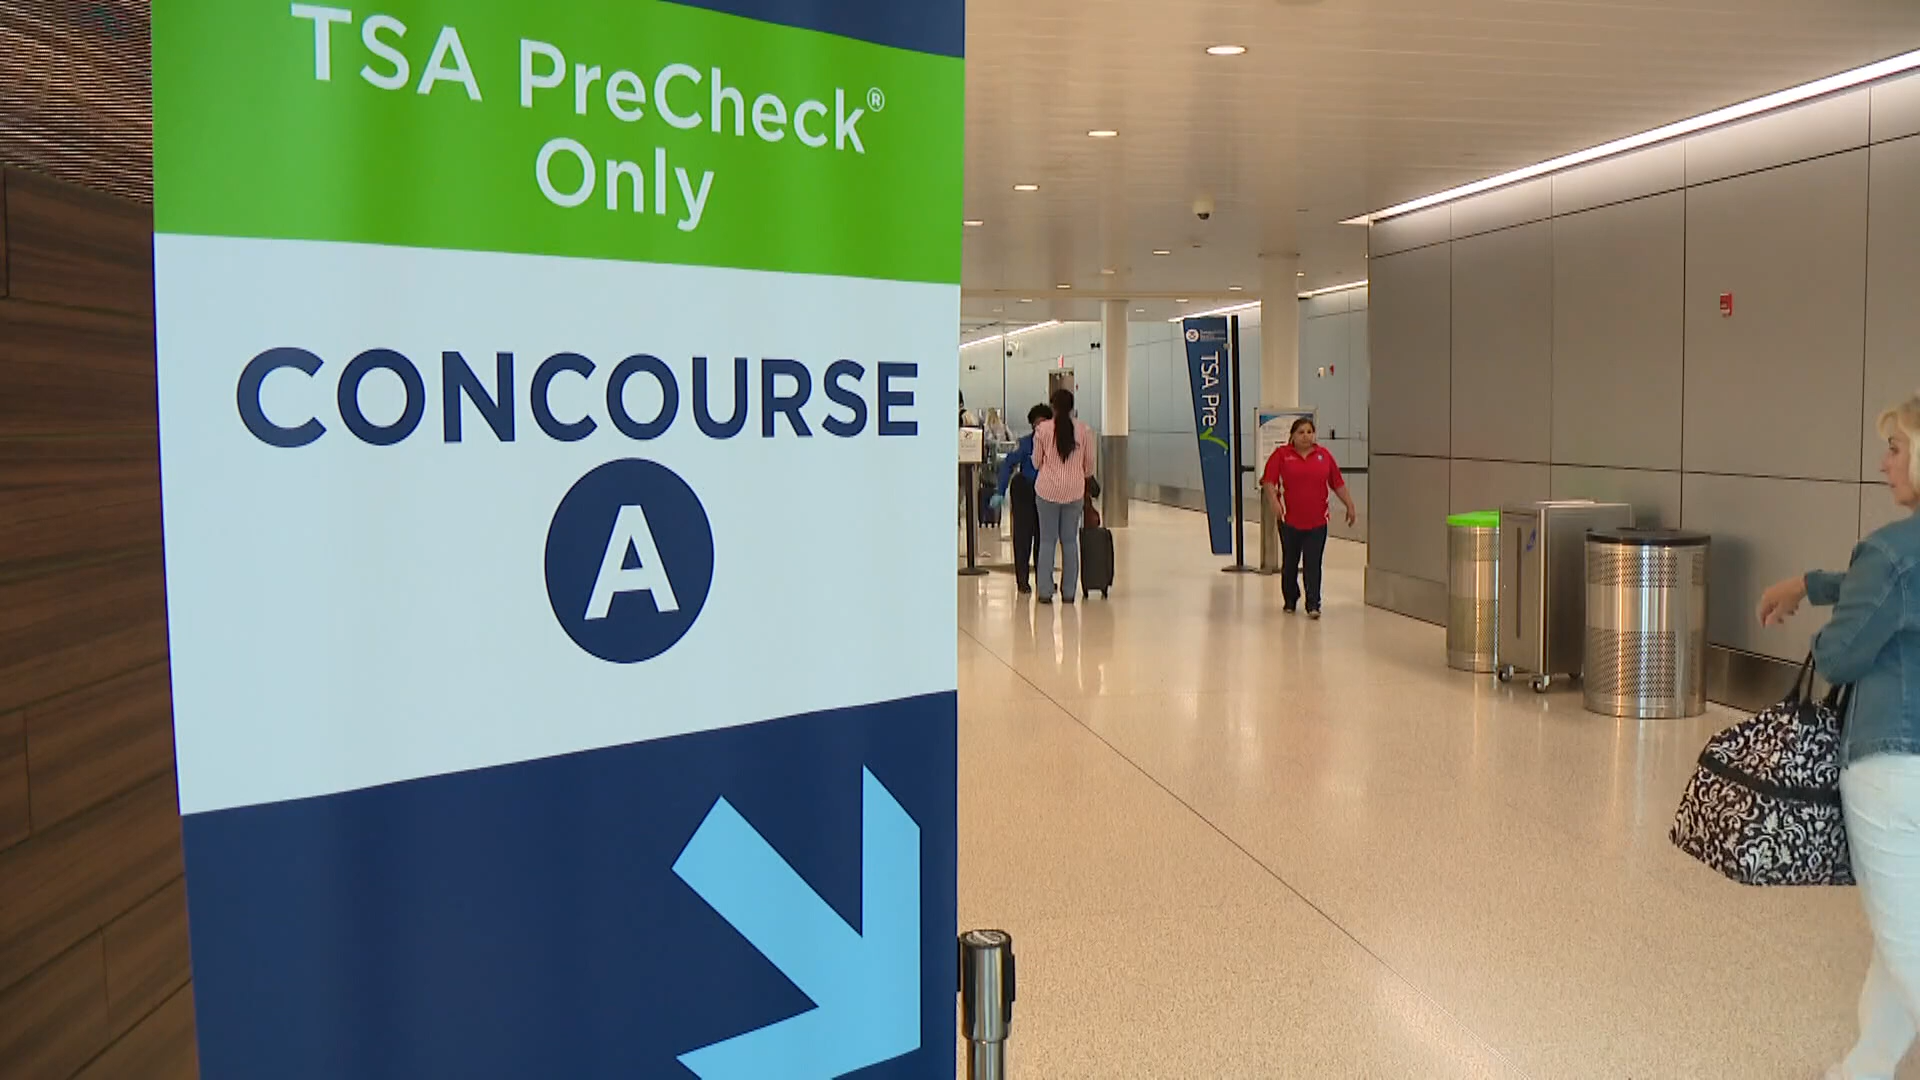 TSA PreCheck®
Only
CONCOURSE
A
TSA Pre✓